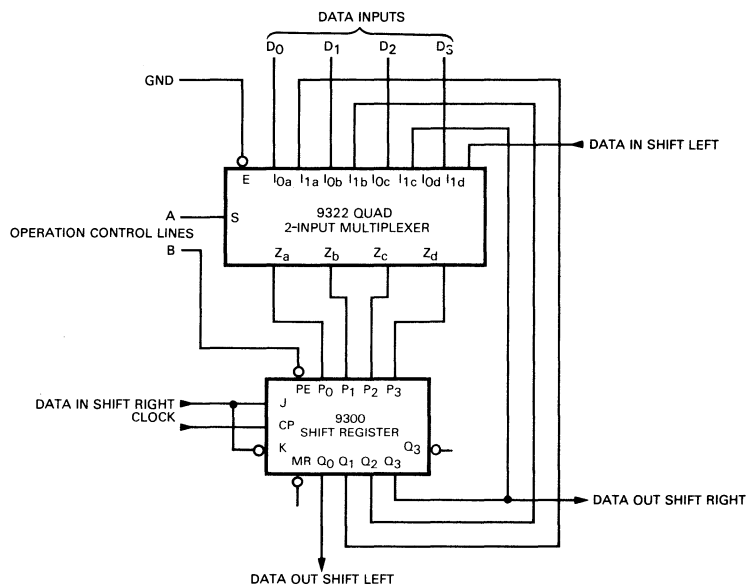 DATA INPUTS
D0 D1 D2 D3
GND
DATA IN SHIFT LEFT
E I0a I1a I0b I1b I0c I1c I0d I1d
A
S
9322 QUAD
2-INPUT MULTIPLEXER
OPERATION CONTROL LINES
B
Za Zb Zc Zd
PE P0 P1 P2 P3
DATA IN SHIFT RIGHT
J
CLOCK
CP
9300
SHIFT REGISTER
K
Q3
MR Q0 Q1 Q2 Q3
DATA OUT SHIFT RIGHT
DATA OUT SHIFT LEFT